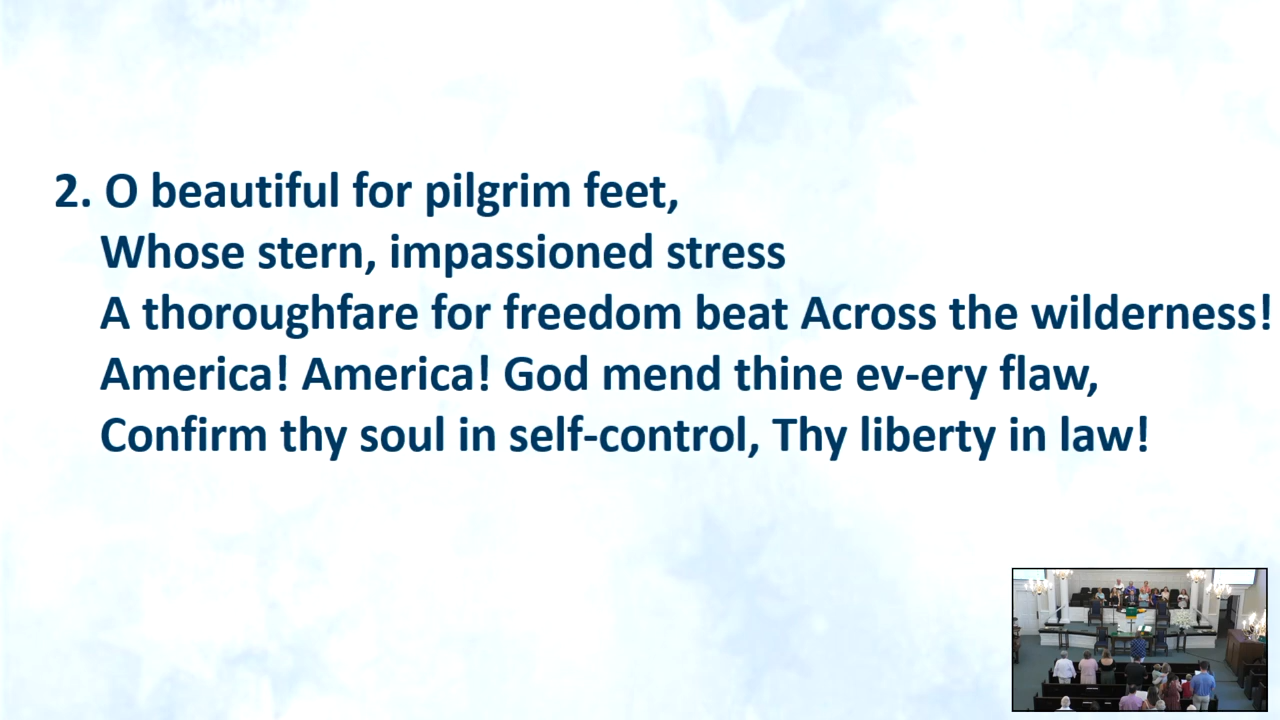 2. O beautiful for pilgrim feet,
Whose stern, impassioned stress
A thoroughfare for freedom beat Across the wilderness!
America! America! God mend thine ev-ery flaw,
Confirm thy soul in self-control, Thy liberty in law!